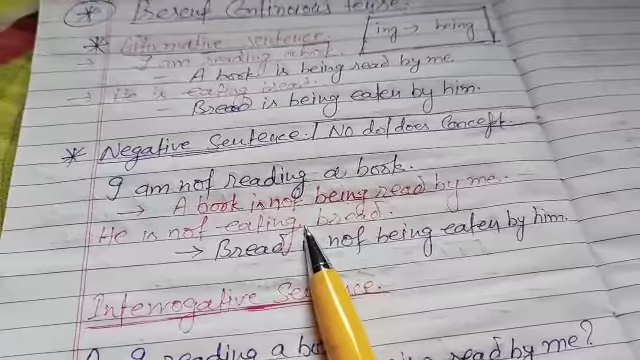 * Present Continuous tense.
* Affirmative sentence. [ing → being
→ I am reading a book.
– A book is being read by me.
→ is eating bread.
– Bread is being eaten by him.
* Negative Sentence. / No do/does Concept.
I am not reading a book.
→ A book is not being read by me.
He is not eating bread.
→ Bread not being eaten by him.
Interrogative Sentence.
I reading a read by me?